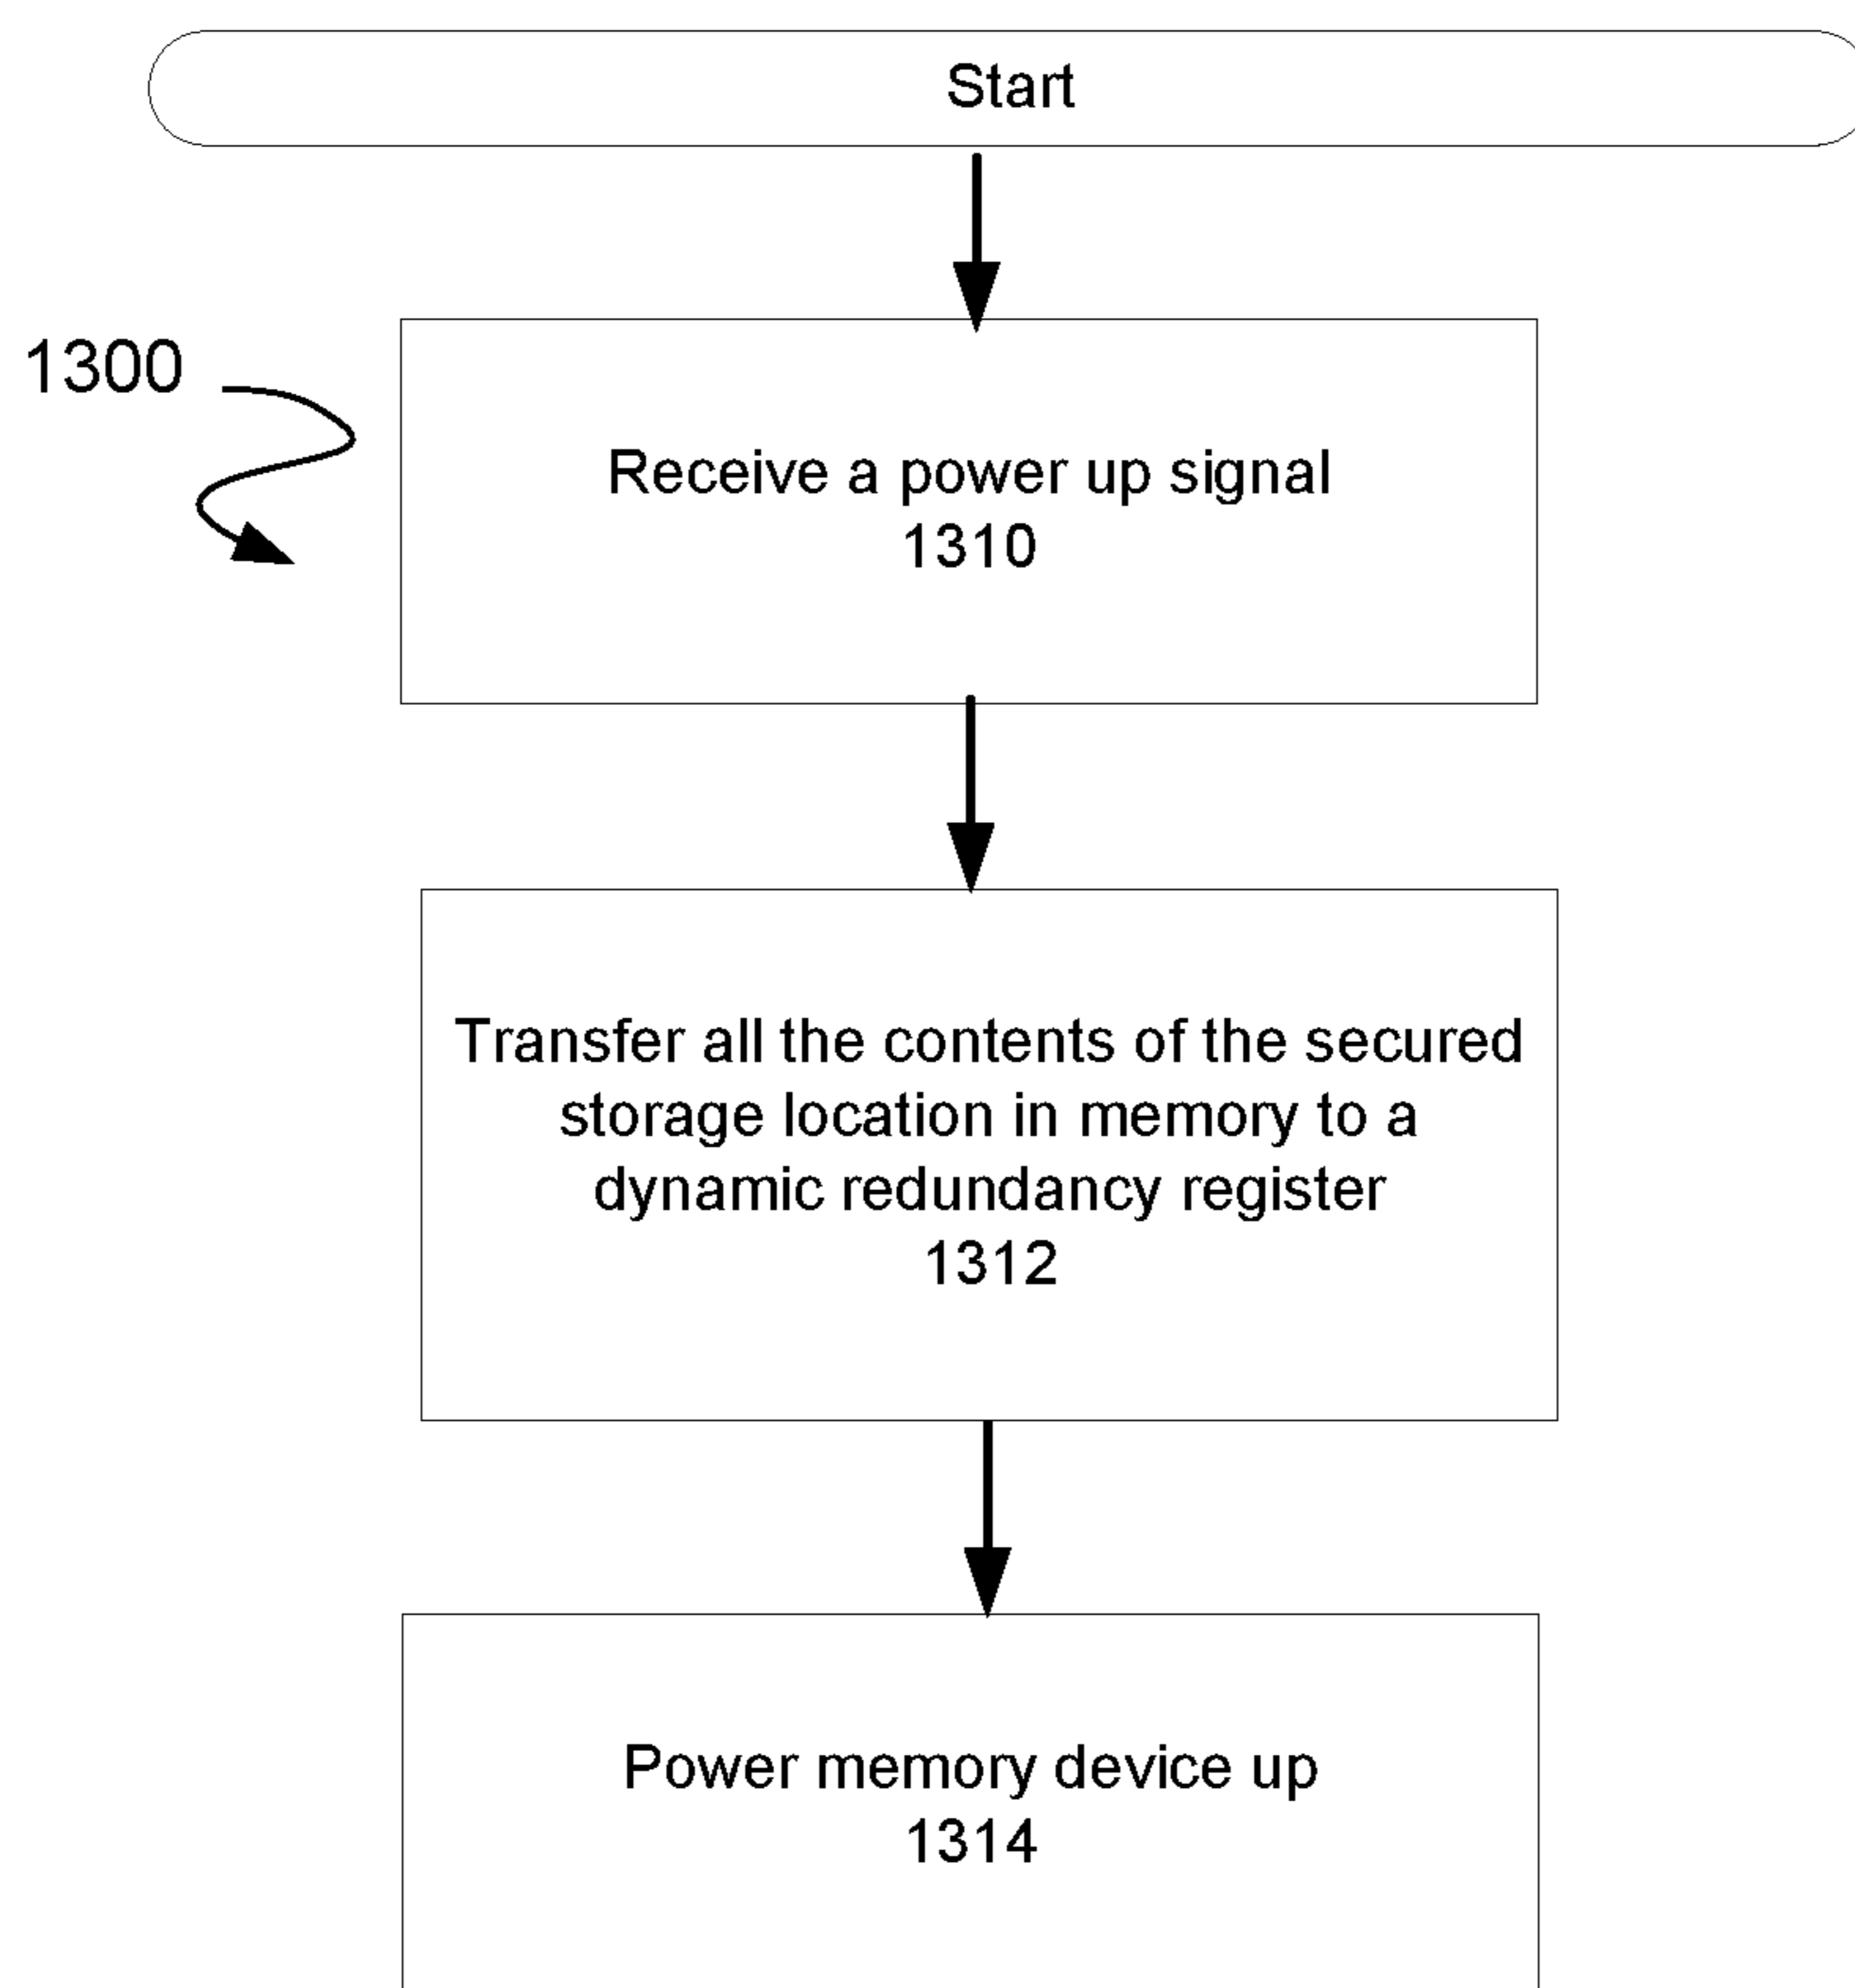 Start
1300
Receive a power up signal
1310
Transfer all the contents of the secured
storage location in memory to a
dynamic redundancy register
1312
Power memory device up
1314